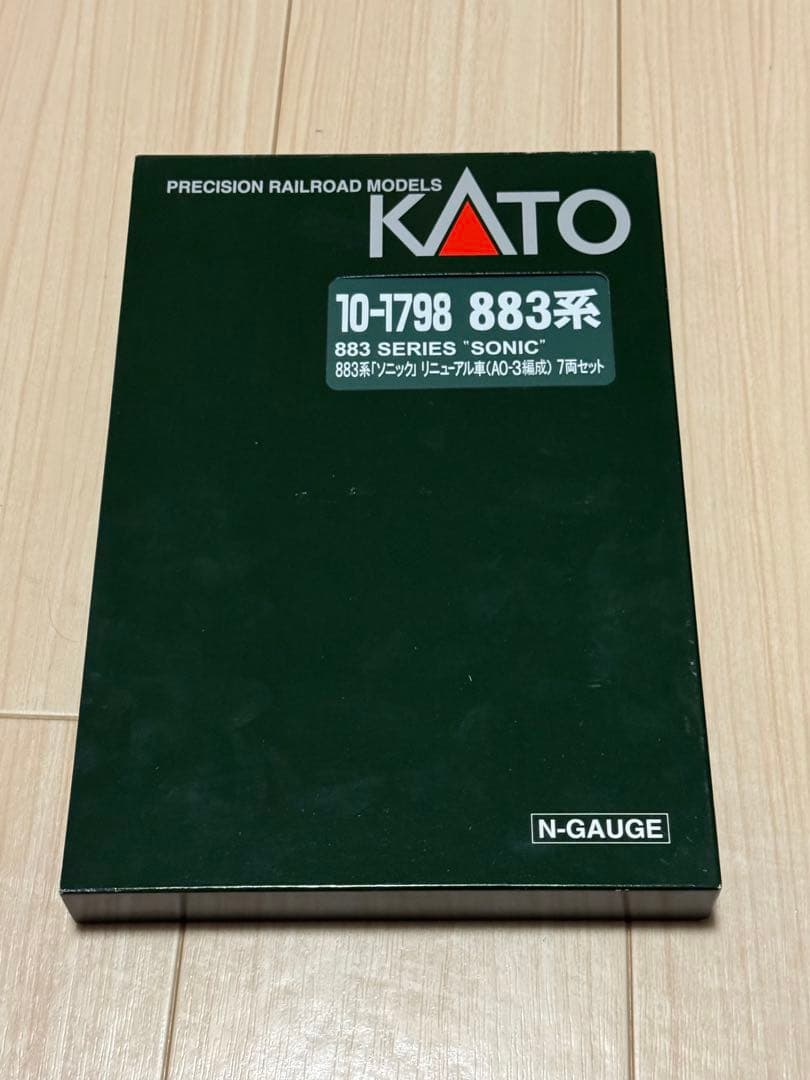 PRECISION RAILROAD MODELS
KATO
10-1798 883系
883 SERIES "SONIC"
883系「ソニック」リニューアル車(AO-3編成) 7両セット
N-GAUGE